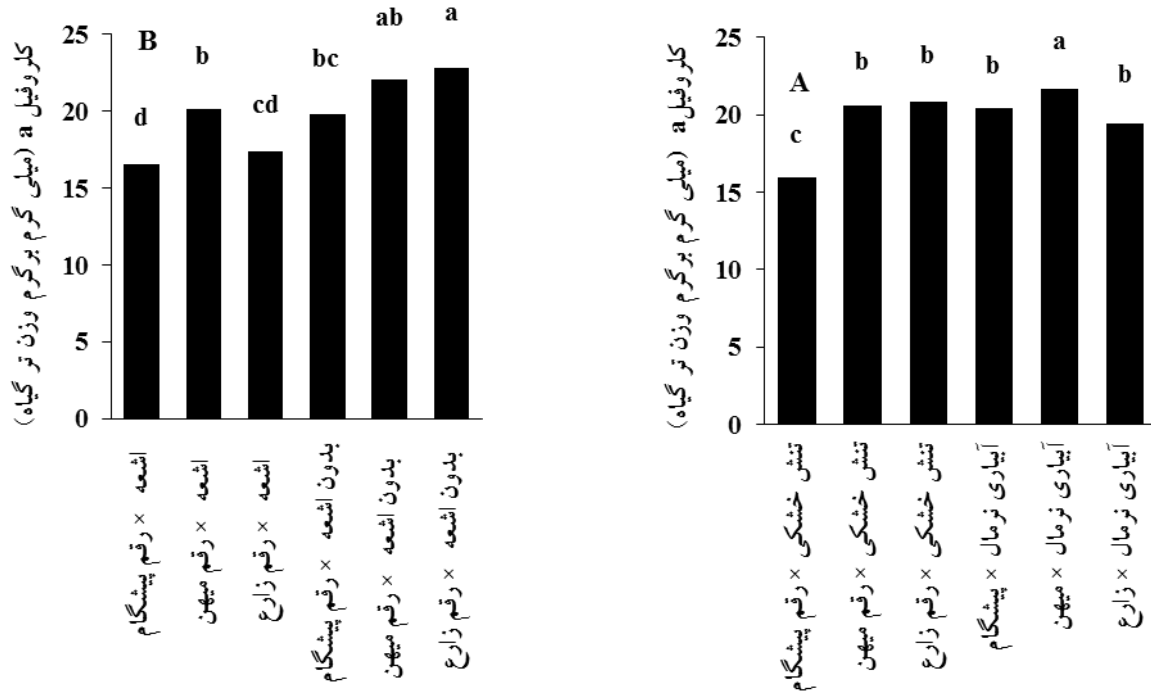 B
کلروفیل a (میلی گرم برگرم وزن تر گیاه)
25
20
15
10
5
0
d
b
cd
bc
ab
a
اشعه × رقم پیشگام
اشعه × رقم میهن
اشعه × رقم زارع
بدون اشعه × رقم پیشگام
بدون اشعه × رقم میهن
بدون اشعه × رقم زارع
A
کلروفیل a (میلی گرم برگرم وزن تر گیاه)
25
20
15
10
5
0
c
b
b
b
a
b
تنش خشکی × رقم پیشگام
تنش خشکی × رقم میهن
تنش خشکی × رقم زارع
آبیاری نرمال × پیشگام
آبیاری نرمال × میهن
آبیاری نرمال × زارع